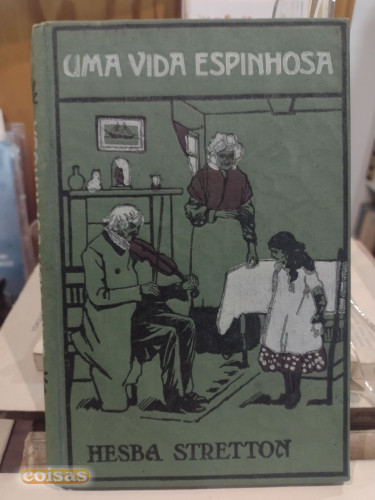 UMA VIDA ESPINHOSA
HESBA STRETTON
coisas